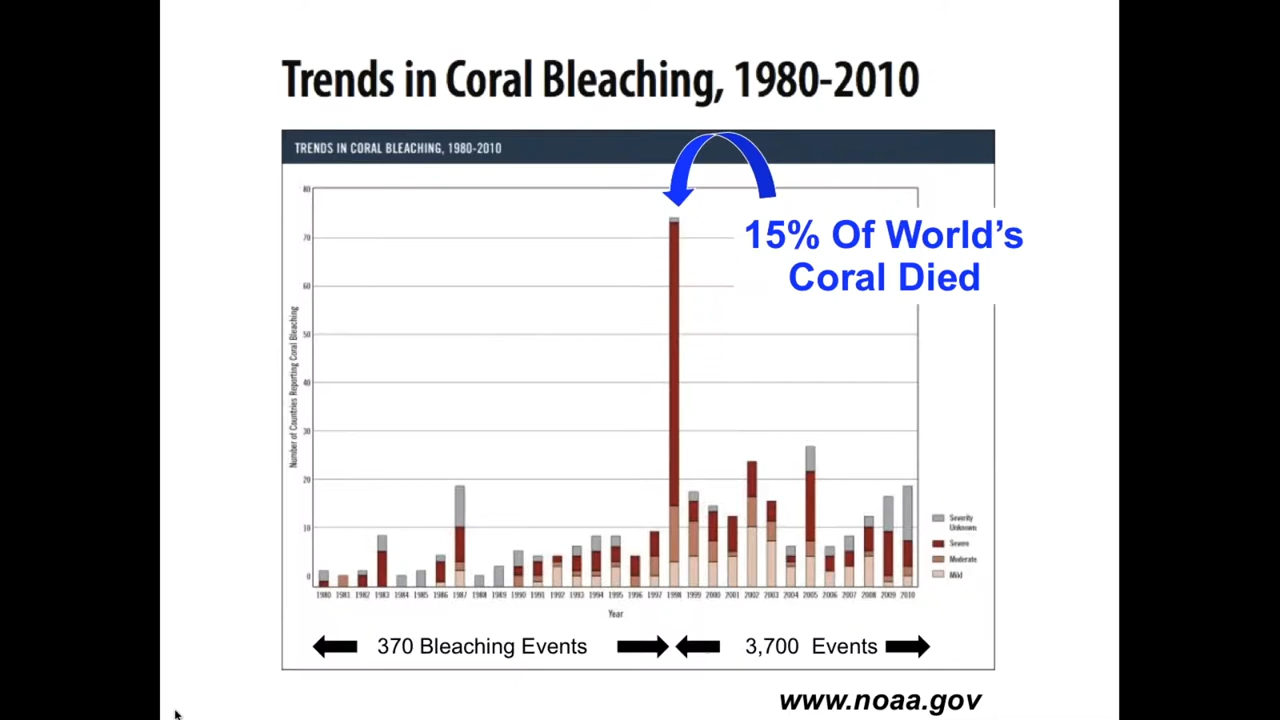 Trends in Coral Bleaching, 1980-2010
TRENDS IN CORAL BLEACHING, 1980-2010
15% Of World’s
Coral Died
80
70
60
50
40
30
20
10
0
Number of Countries Reporting Coral Bleaching
Severity
Unknown
Severe
Moderate
Mild
1980 1981 1982 1983 1984 1985 1986 1987 1988 1989 1990 1991 1992 1993 1994 1995 1996 1997 1998 1999 2000 2001 2002 2003 2004 2005 2006 2007 2008 2009 2010
Year
370 Bleaching Events
3,700 Events
www.noaa.gov